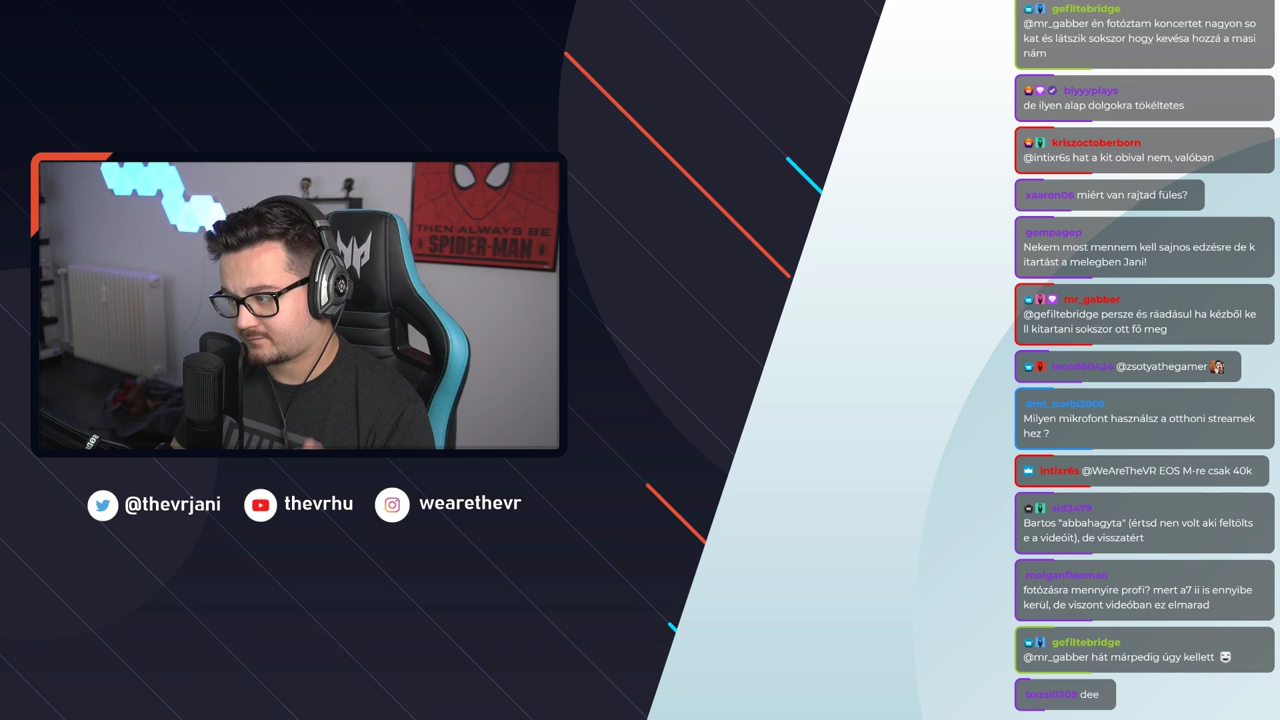 THEN ALWAYS BE
SPIDER-MAN
@thevrjani
thevrhu
wearethevr
gefiltebridge
@mr_gabber én fotóztam koncertet nagyon so
kat és látszik sokszor hogy kevésa hozzá a masi
nám
blyyyplays
de ilyen alap dolgokra tökéltetes
kriszoctoberborn
@intixr6s hat a kit obival nem, valóban
xaaron06 miért van rajtad füles?
gempagep
Nekem most mennem kell sajnos edzésre de k
itartást a melegben Jani!
mr_gabber
@gefiltebridge persze és ráadásul ha kézből ke
ll kitartani sokszor ott fő meg
@zsotyathegamer
dmt_norbi2005
Milyen mikrofont használsz a otthoni streamek
hez ?
intixr6s @WeAreTheVR EOS M-re csak 40k
sid3479
Bartos "abbahagyta" (értsd nen volt aki feltölts
e a videóit), de visszatért
molganfleeman
fotózásra mennyire profi? mert a7 ii is ennyibe
kerül, de viszont videóban ez elmarad
gefiltebridge
@mr_gabber hát márpedig úgy kellett
bazsi0309 dee